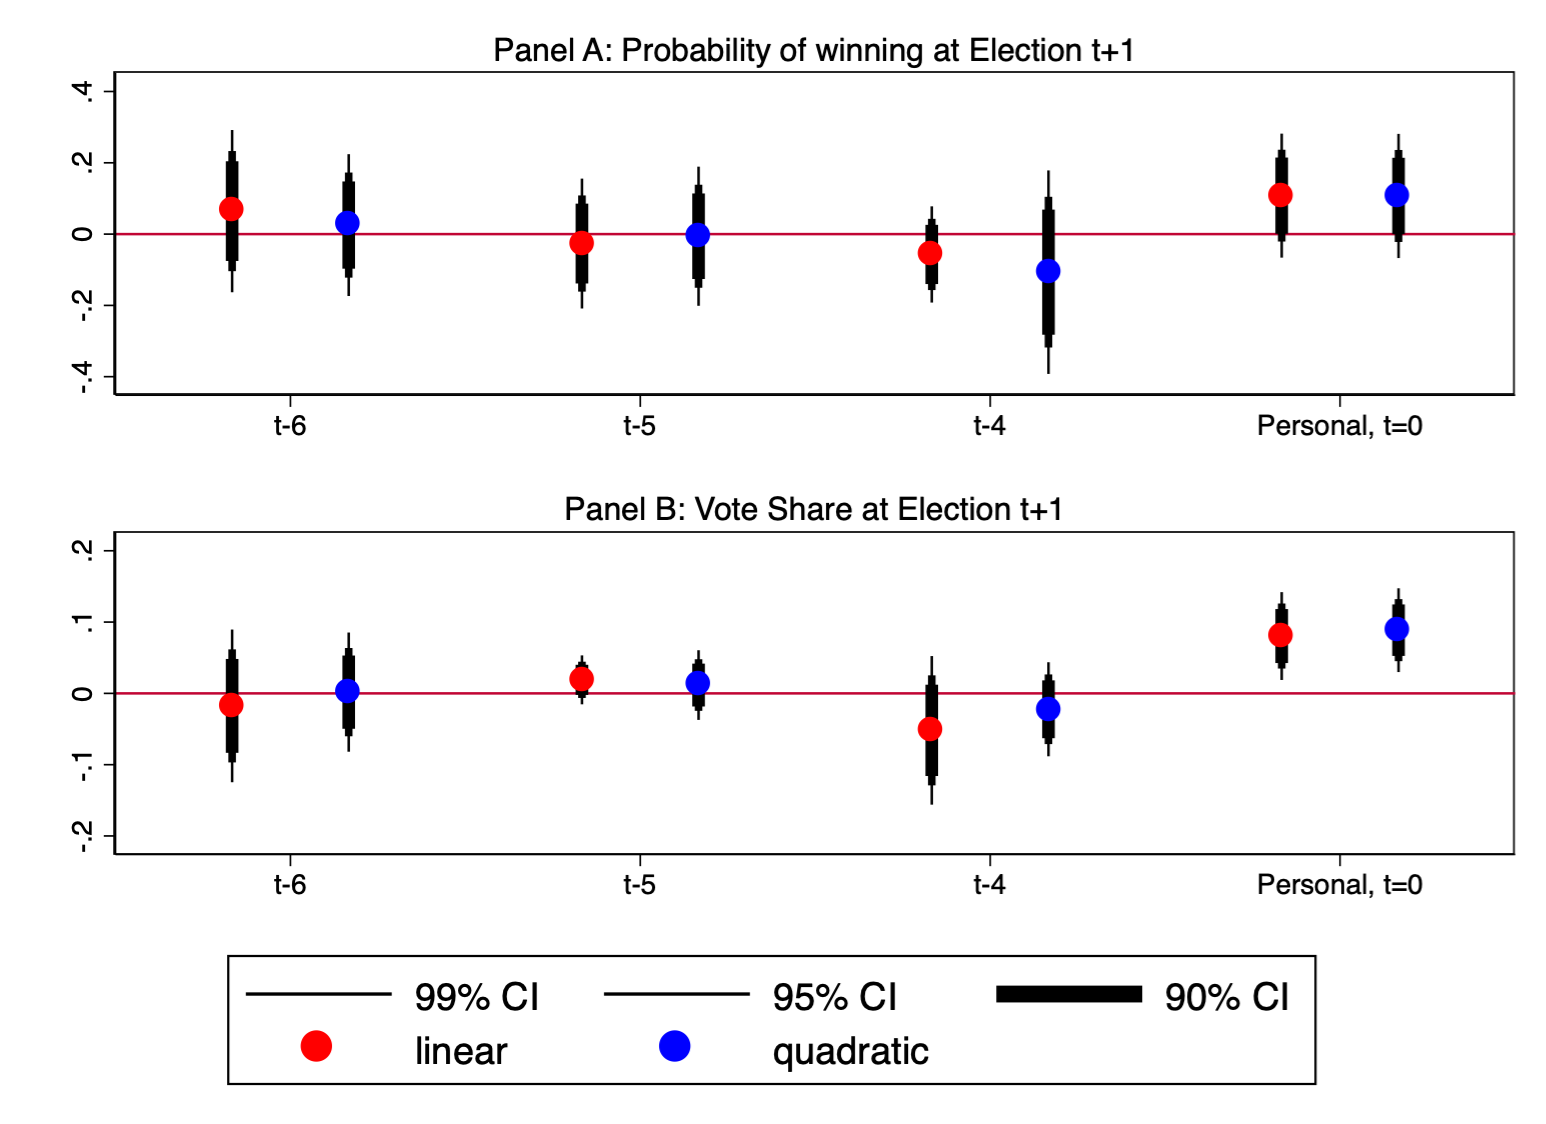 Panel A: Probability of winning at Election t+1
.4
.2
0
-.2
-.4
t-6 t-5 t-4 Personal, t=0
Panel B: Vote Share at Election t+1
.2
.1
0
-.1
-.2
t-6 t-5 t-4 Personal, t=0
99% CI 95% CI 90% CI
linear quadratic